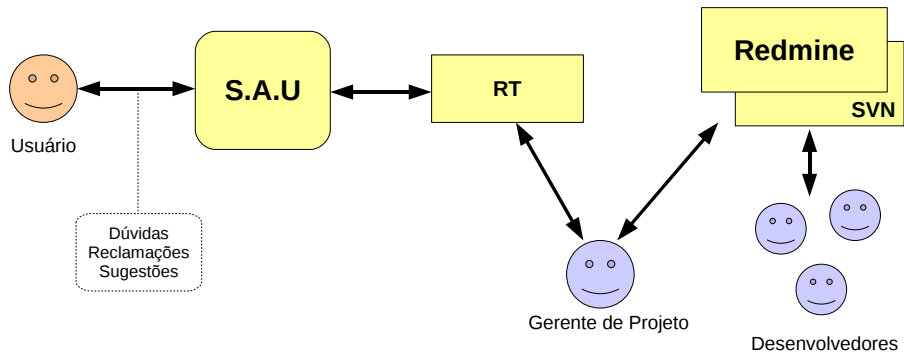 Usuário
S.A.U
RT
Redmine
SVN
Dúvidas
Reclamações
Sugestões
Gerente de Projeto
Desenvolvedores